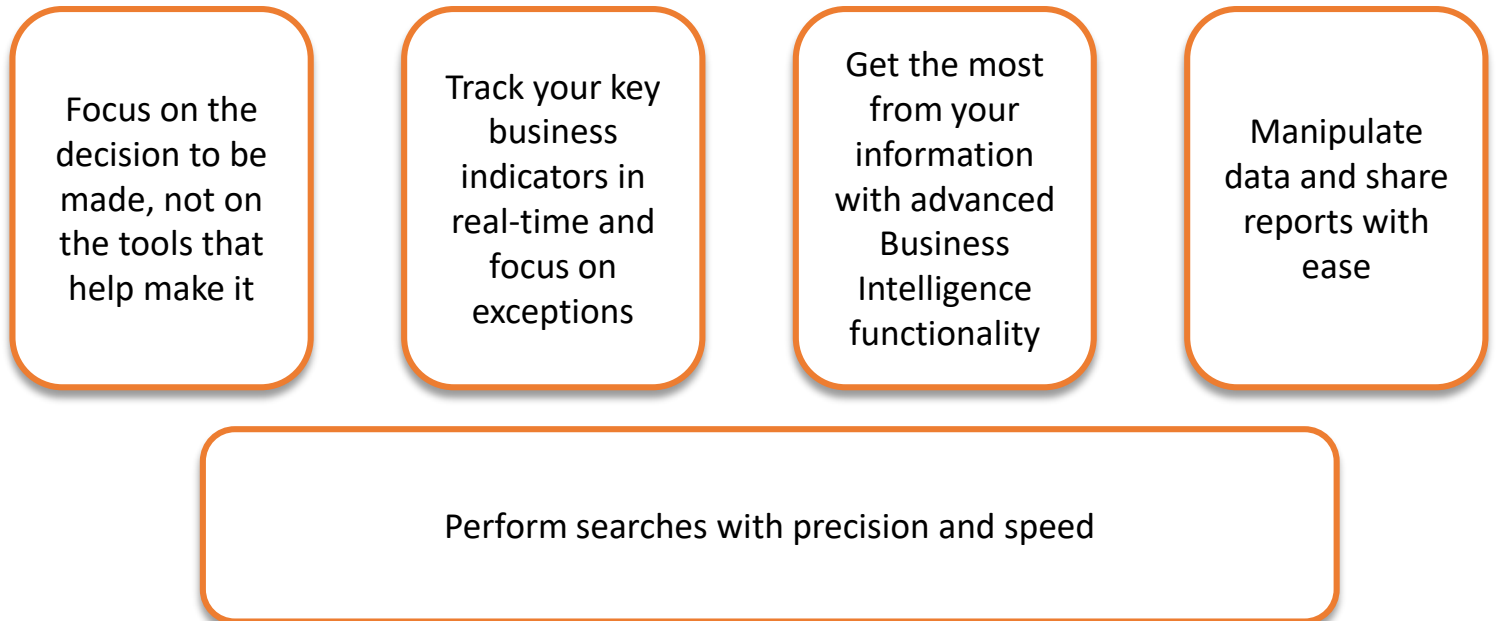 Focus on the
decision to be
made, not on
the tools that
help make it
Track your key
business
indicators in
real-time and
focus on
exceptions
Get the most
from your
information
with advanced
Business
Intelligence
functionality
Manipulate
data and share
reports with
ease
Perform searches with precision and speed